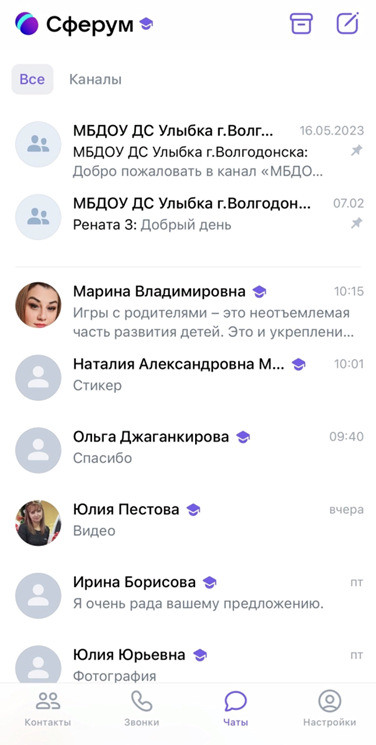 Сферум
Все Каналы
МБДОУ ДС Улыбка г.Волг... 16.05.2023
МБДОУ ДС Улыбка г.Волгодонска:
Добро пожаловать в канал «МБДО...
МБДОУ ДС Улыбка г.Волгодон... 07.02
Рената З: Добрый день
Марина Владимировна 10:15
Игры с родителями – это неотъемлемая
часть развития детей. Это и укреплени...
Наталия Александровна М... 10:01
Стикер
Ольга Джаганкирова 09:40
Спасибо
Юлия Пестова вчера
Видео
Ирина Борисова пт
Я очень рада вашему предложению.
Юлия Юрьевна пт
Фотография
Контакты Звонки Чаты Настройки